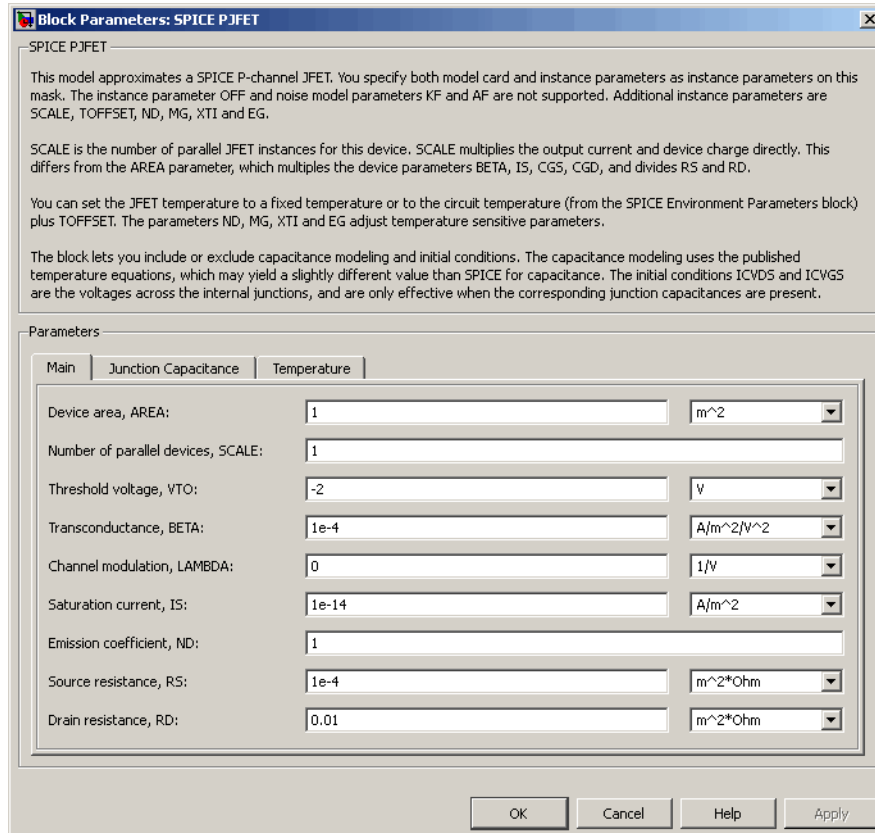 Block Parameters: SPICE PJFET
SPICE PJFET
This model approximates a SPICE P-channel JFET. You specify both model card and instance parameters as instance parameters on this
mask. The instance parameter OFF and noise model parameters KF and AF are not supported. Additional instance parameters are
SCALE, TOFFSET, ND, MG, XTI and EG.
SCALE is the number of parallel JFET instances for this device. SCALE multiplies the output current and device charge directly. This
differs from the AREA parameter, which multiples the device parameters BETA, IS, CGS, CGD, and divides RS and RD.
You can set the JFET temperature to a fixed temperature or to the circuit temperature (from the SPICE Environment Parameters block)
plus TOFFSET. The parameters ND, MG, XTI and EG adjust temperature sensitive parameters.
The block lets you include or exclude capacitance modeling and initial conditions. The capacitance modeling uses the published
temperature equations, which may yield a slightly different value than SPICE for capacitance. The initial conditions ICVDS and ICVGS
are the voltages across the internal junctions, and are only effective when the corresponding junction capacitances are present.
Parameters
Main Junction Capacitance Temperature
Device area, AREA: 1 m^2
Number of parallel devices, SCALE: 1
Threshold voltage, VTO: -2 V
Transconductance, BETA: 1e-4 A/m^2/V^2
Channel modulation, LAMBDA: 0 1/V
Saturation current, IS: 1e-14 A/m^2
Emission coefficient, ND: 1
Source resistance, RS: 1e-4 m^2*Ohm
Drain resistance, RD: 0.01 m^2*Ohm
OK Cancel Help Apply